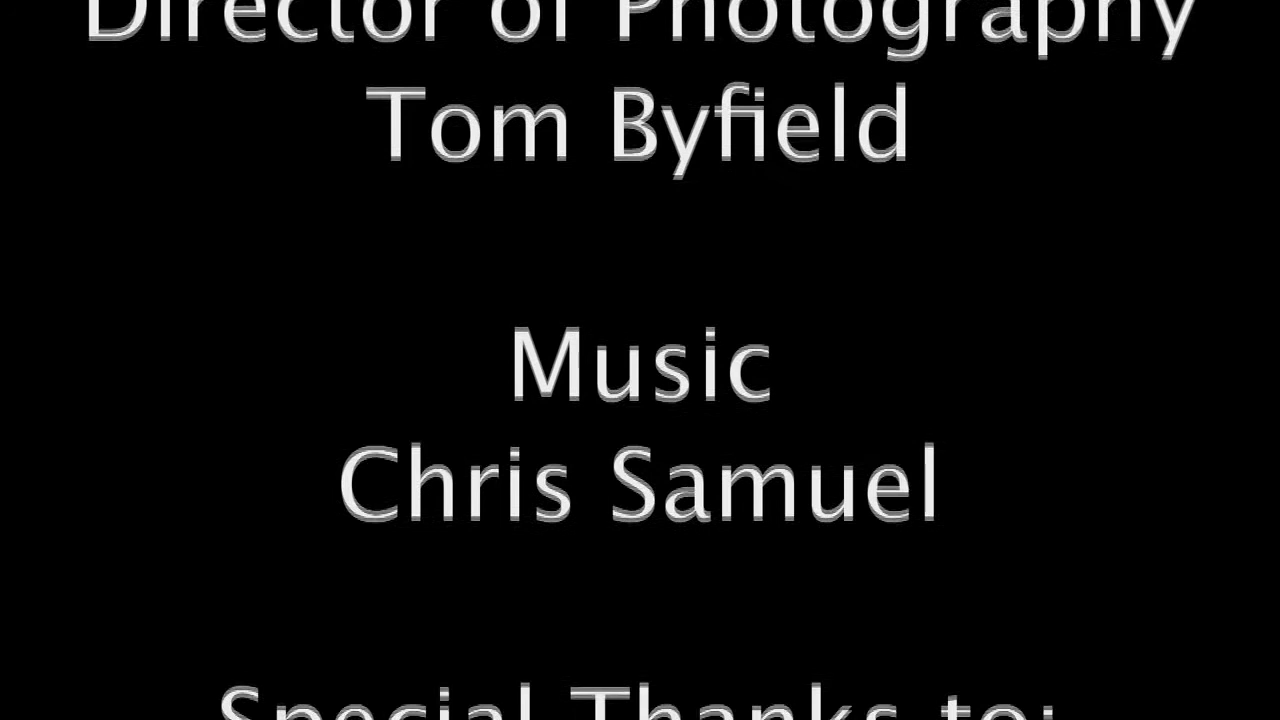 Director of Photography
Tom Byfield
Music
Chris Samuel
Special Thanks to: